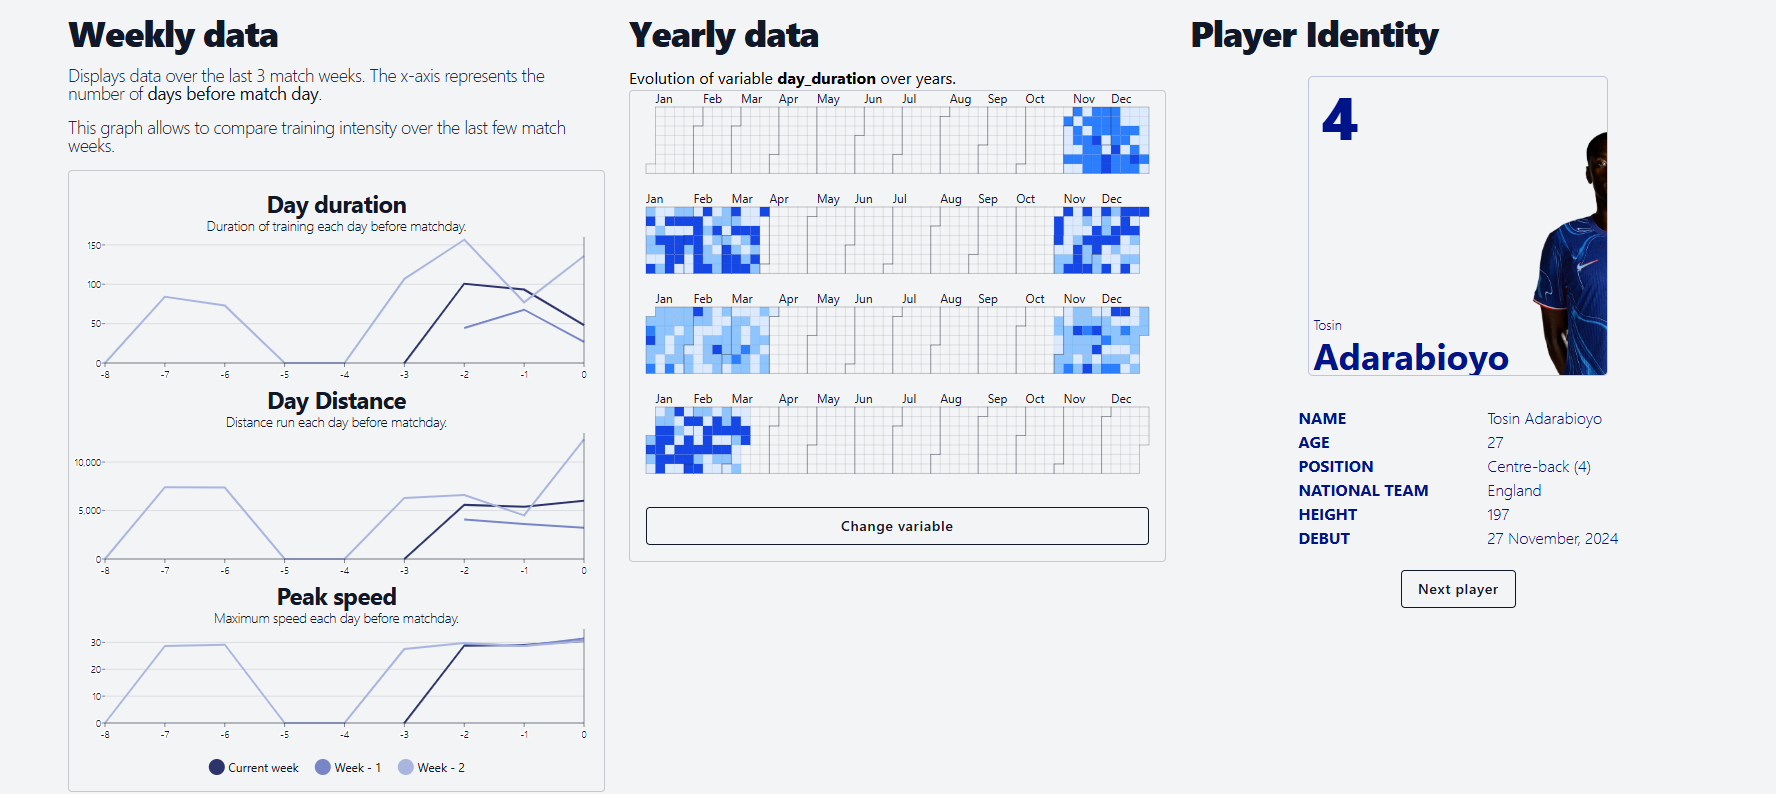 Weekly data
Displays data over the last 3 match weeks. The x-axis represents the
number of days before match day.
This graph allows to compare training intensity over the last few match
weeks.
Day duration
Duration of training each day before matchday.
150
100
50
0
-8 -7 -6 -5 -4 -3 -2 -1 0
Day Distance
Distance run each day before matchday.
10,000
5,000
0
-8 -7 -6 -5 -4 -3 -2 -1 0
Peak speed
Maximum speed each day before matchday.
30
20
10
0
-8 -7 -6 -5 -4 -3 -2 -1 0
Current week Week - 1 Week - 2
Yearly data
Evolution of variable day_duration over years.
Jan Feb Mar Apr May Jun Jul Aug Sep Oct Nov Dec
Jan Feb Mar Apr May Jun Jul Aug Sep Oct Nov Dec
Jan Feb Mar Apr May Jun Jul Aug Sep Oct Nov Dec
Jan Feb Mar Apr May Jun Jul Aug Sep Oct Nov Dec
Change variable
Player Identity
4
Tosin
Adarabioyo
NAME Tosin Adarabioyo
AGE 27
POSITION Centre-back (4)
NATIONAL TEAM England
HEIGHT 197
DEBUT 27 November, 2024
Next player